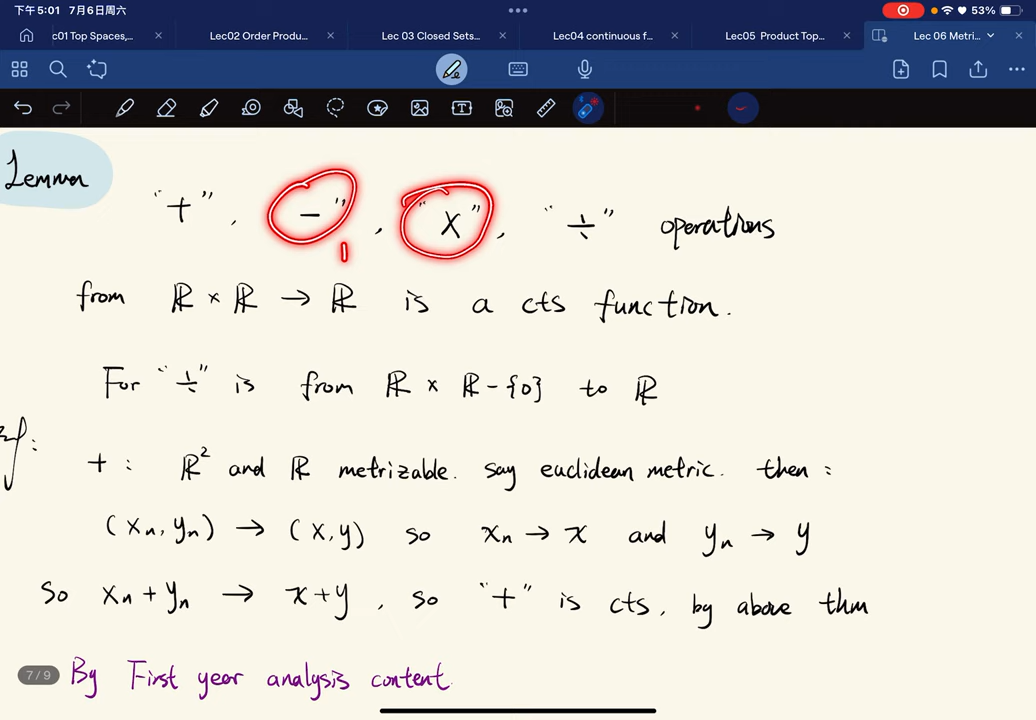 下午5:01 7月6日周六
53%
c01 Top Spaces,...
Lec02 Order Produ...
Lec 03 Closed Sets...
Lec04 continuous f...
Lec05 Product Top...
Lec 06 Metri...
Lemma
"+", "-", "×", "÷" operations
from ℝ × ℝ → ℝ is a cts function.
For "÷" is from ℝ × ℝ - {0} to ℝ
+ : ℝ² and ℝ metrizable. say euclidean metric. then :
(xₙ, yₙ) → (x, y) so xₙ → x and yₙ → y
So xₙ + yₙ → x + y, so "+" is cts, by above thm
7 / 9
By First year analysis content.